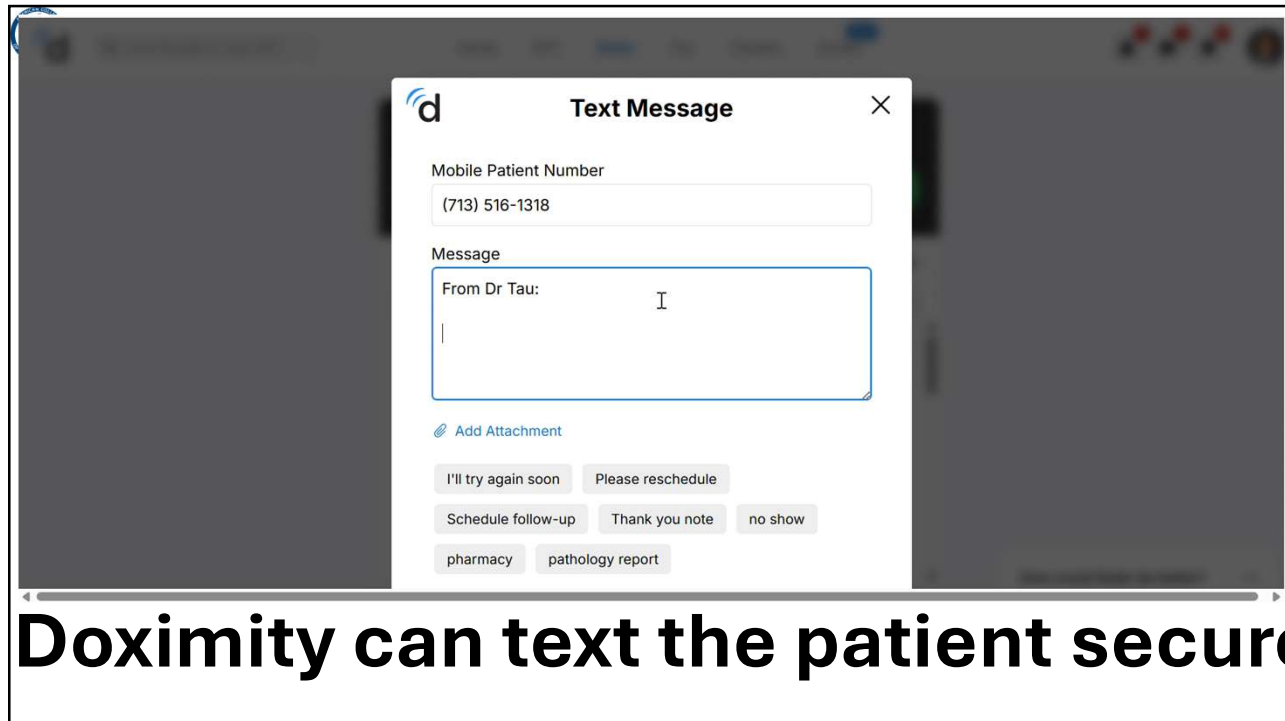 d
Text Message
Mobile Patient Number
(713) 516-1318
Message
From Dr Tau:
Add Attachment
I'll try again soon Please reschedule
Schedule follow-up Thank you note no show
pharmacy pathology report
Doximity can text the patient secure